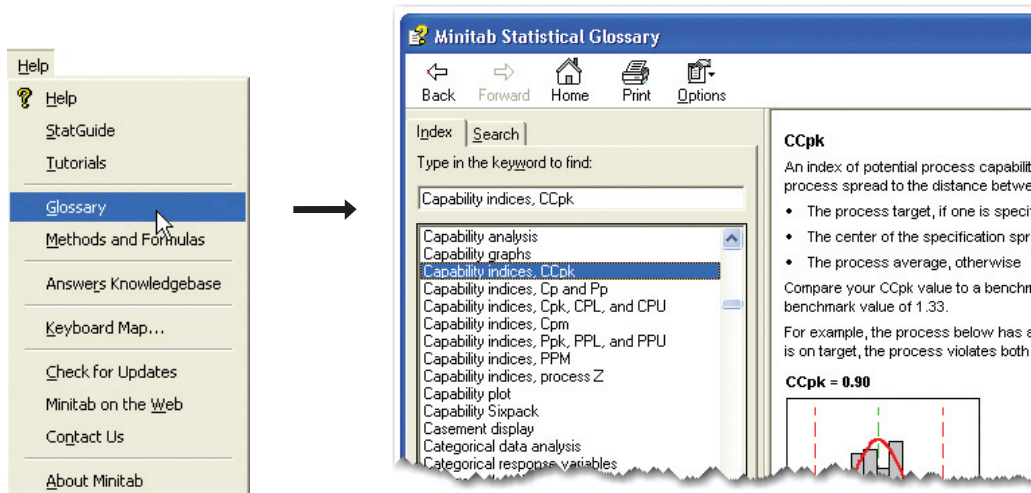 Help
Help
StatGuide
Tutorials
Glossary
Methods and Formulas
Answers Knowledgebase
Keyboard Map...
Check for Updates
Minitab on the Web
Contact Us
About Minitab
Minitab Statistical Glossary
Back Forward Home Print Options
Index Search
Type in the keyword to find:
Capability indices, CCpk
Capability analysis
Capability graphs
Capability indices, CCpk
Capability indices, Cp and Pp
Capability indices, Cpk, CPL, and CPU
Capability indices, Cpm
Capability indices, Ppk, PPL, and PPU
Capability indices, PPM
Capability indices, process Z
Capability plot
Capability Sixpack
Casement display
Categorical data analysis
Categorical response variables
CCpk
An index of potential process capabilit
process spread to the distance betwe
• The process target, if one is specif
• The center of the specification spr
• The process average, otherwise
Compare your CCpk value to a benchm
benchmark value of 1.33.
For example, the process below has a
is on target, the process violates both
CCpk = 0.90